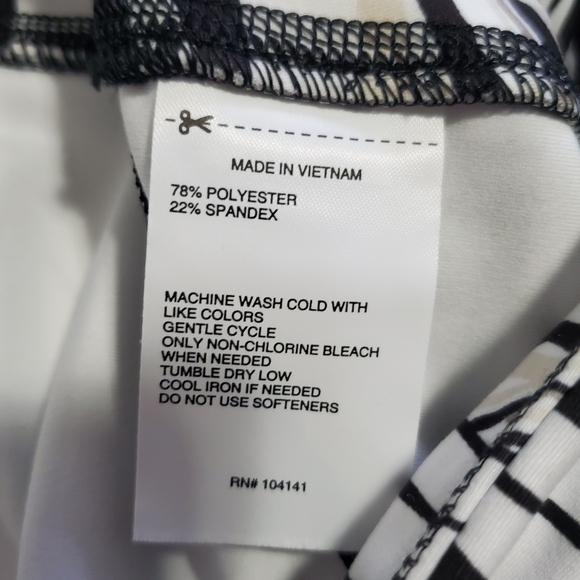 MADE IN VIETNAM
78% POLYESTER
22% SPANDEX
MACHINE WASH COLD WITH
LIKE COLORS
GENTLE CYCLE
ONLY NON-CHLORINE BLEACH
WHEN NEEDED
TUMBLE DRY LOW
COOL IRON IF NEEDED
DO NOT USE SOFTENERS
RN# 104141